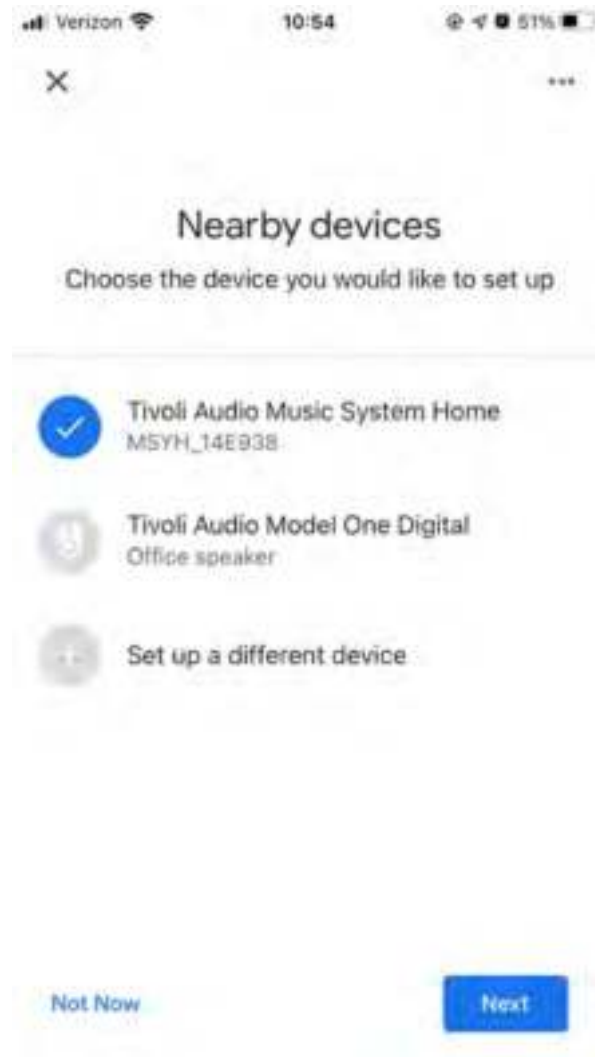 Verizon 10:54 51%
Nearby devices
Choose the device you would like to set up
Tivoli Audio Music System Home
MSYH_14E938
Tivoli Audio Model One Digital
Office speaker
Set up a different device
Not Now Next